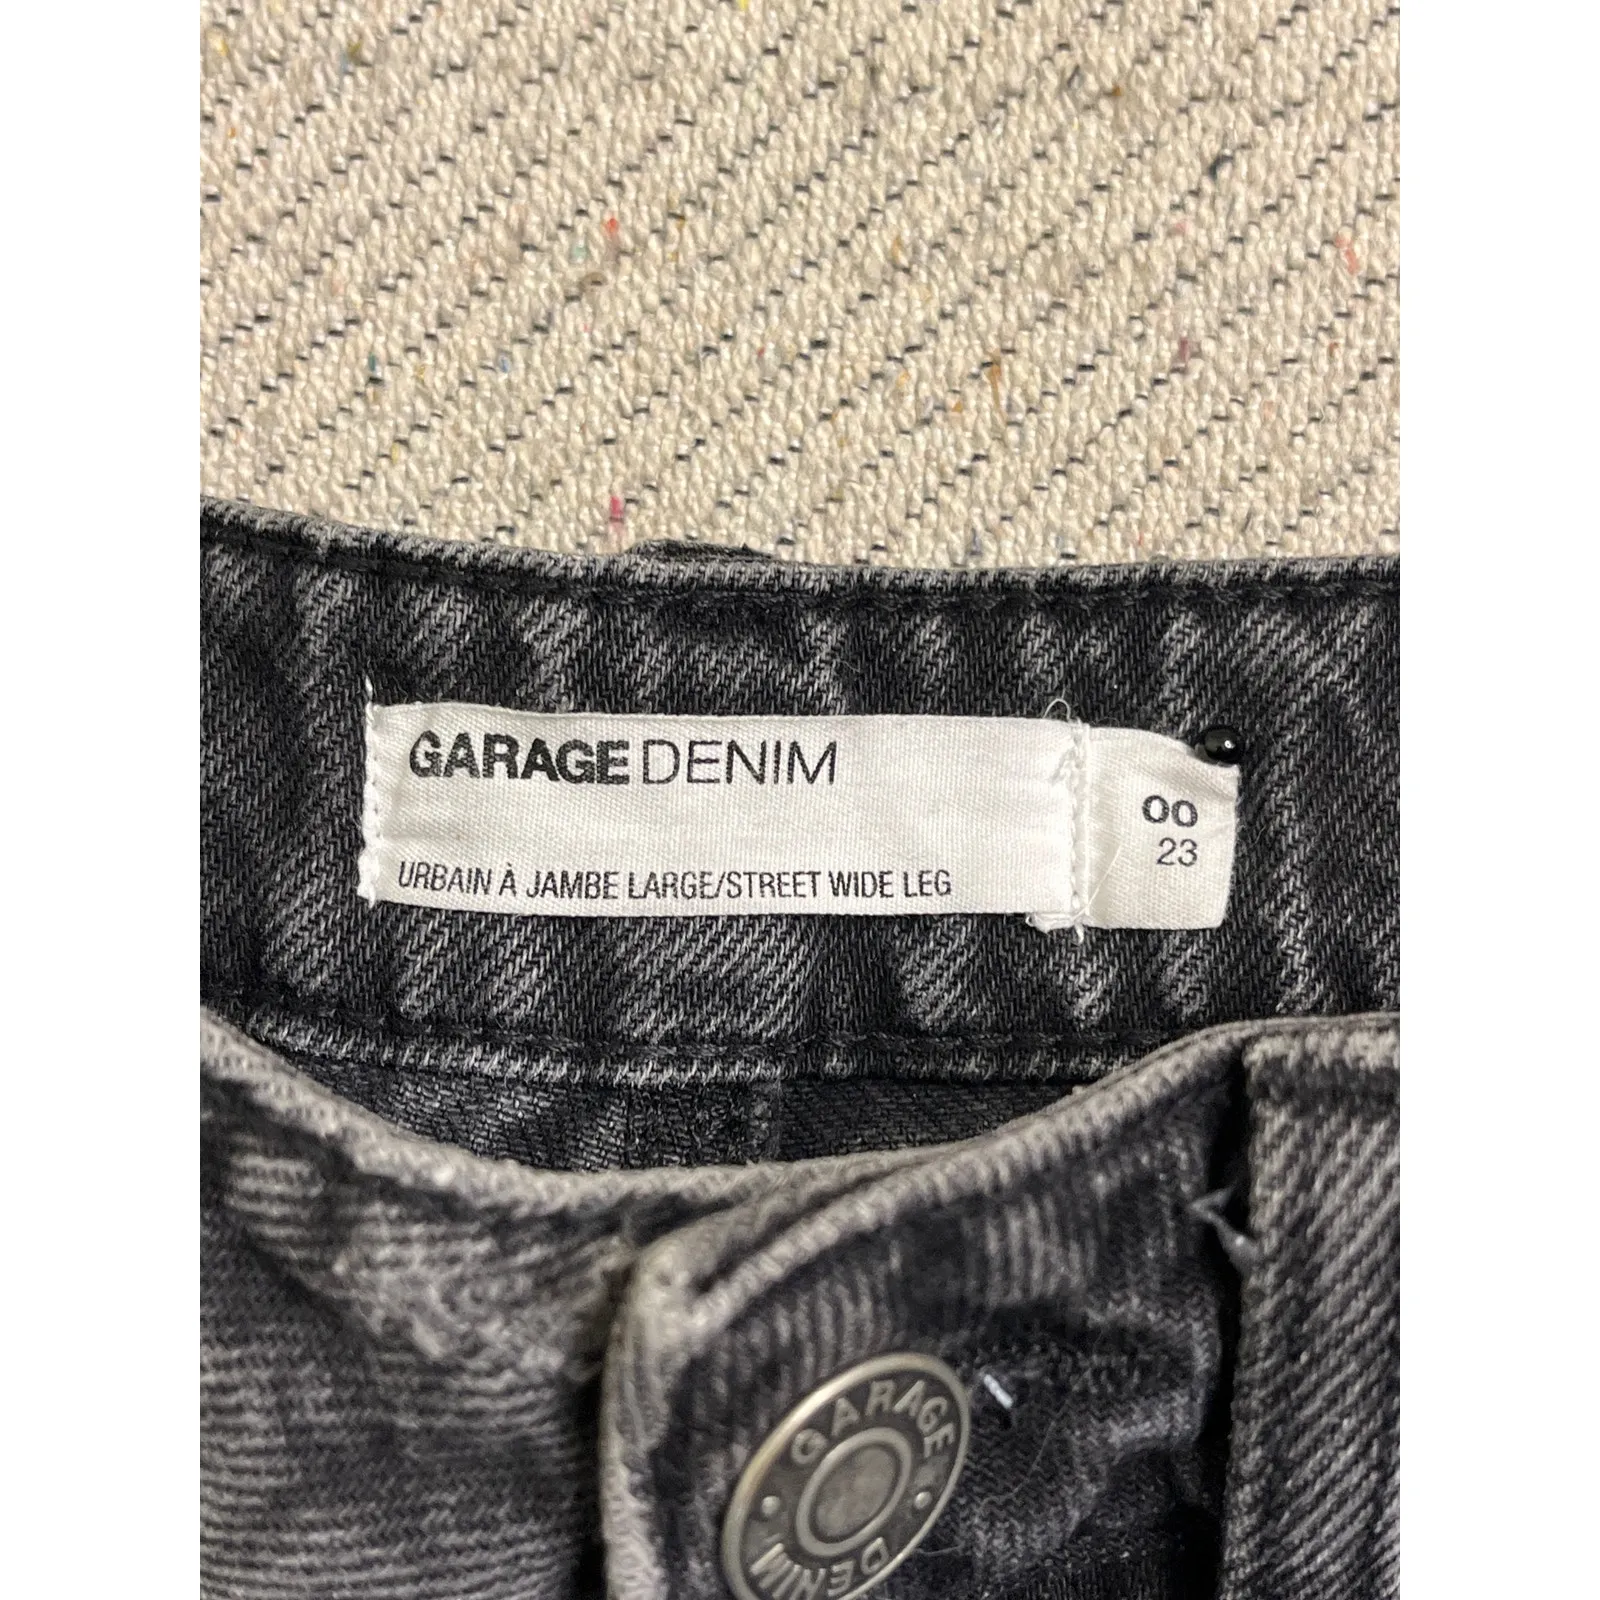 GARAGE DENIM
URBAIN À JAMBE LARGE/STREET WIDE LEG
00
23
GARAGE
DENIM